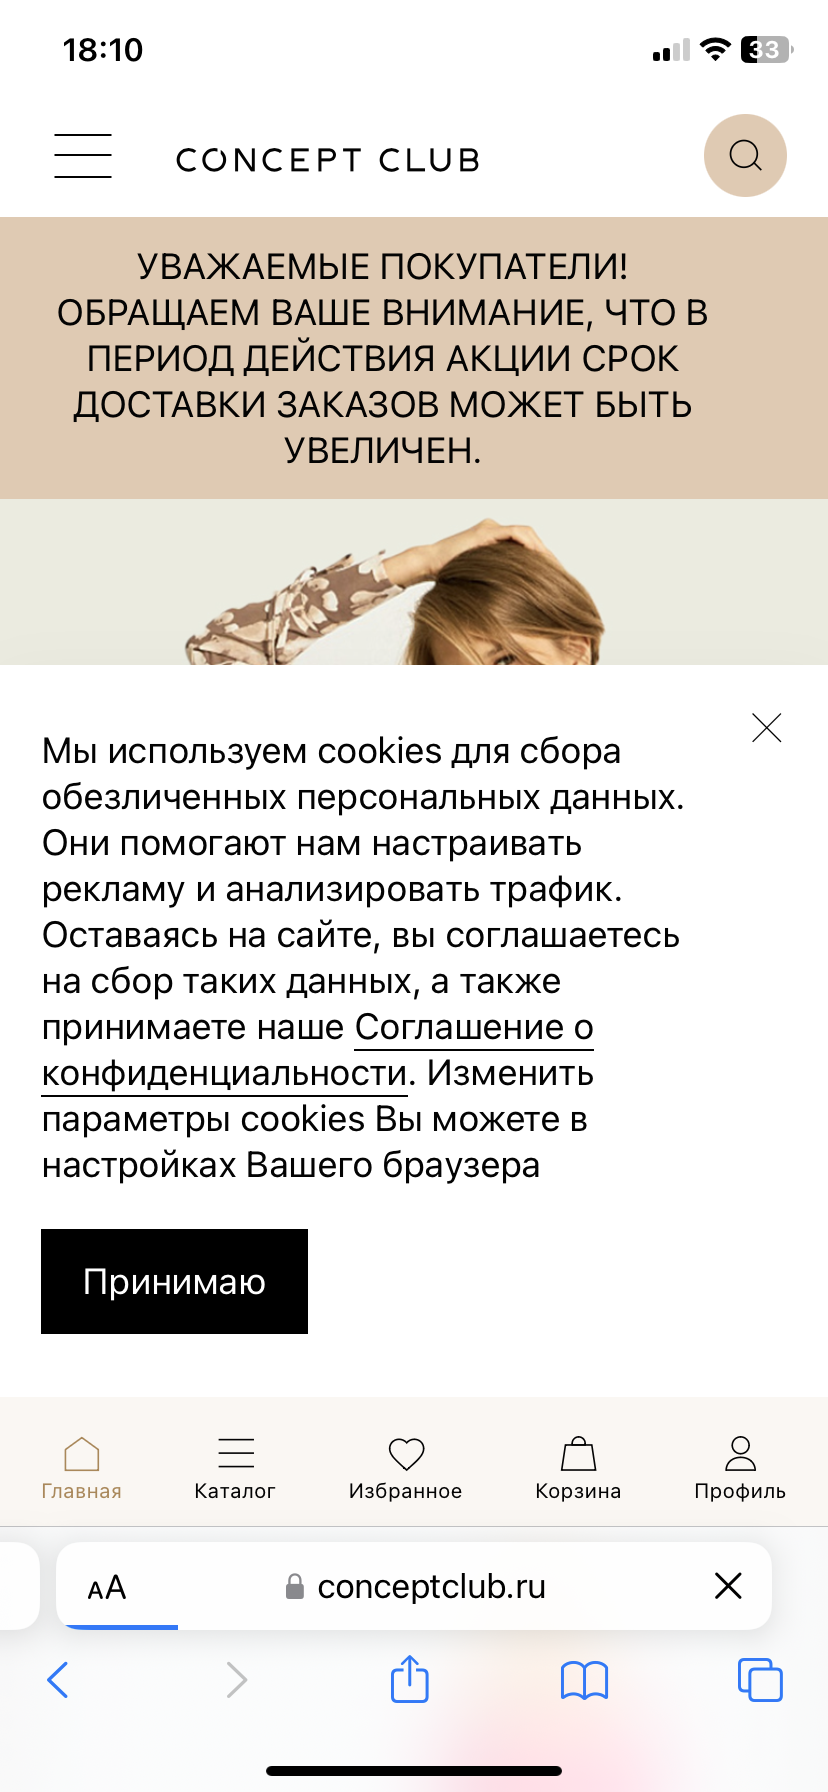 18:10
33
CONCEPT CLUB
УВАЖАЕМЫЕ ПОКУПАТЕЛИ!
ОБРАЩАЕМ ВАШЕ ВНИМАНИЕ, ЧТО В
ПЕРИОД ДЕЙСТВИЯ АКЦИИ СРОК
ДОСТАВКИ ЗАКАЗОВ МОЖЕТ БЫТЬ
УВЕЛИЧЕН.
Мы используем cookies для сбора
обезличенных персональных данных.
Они помогают нам настраивать
рекламу и анализировать трафик.
Оставаясь на сайте, вы соглашаетесь
на сбор таких данных, а также
принимаете наше Соглашение о
конфиденциальности. Изменить
параметры cookies Вы можете в
настройках Вашего браузера
Принимаю
Главная
Каталог
Избранное
Корзина
Профиль
AA
conceptclub.ru